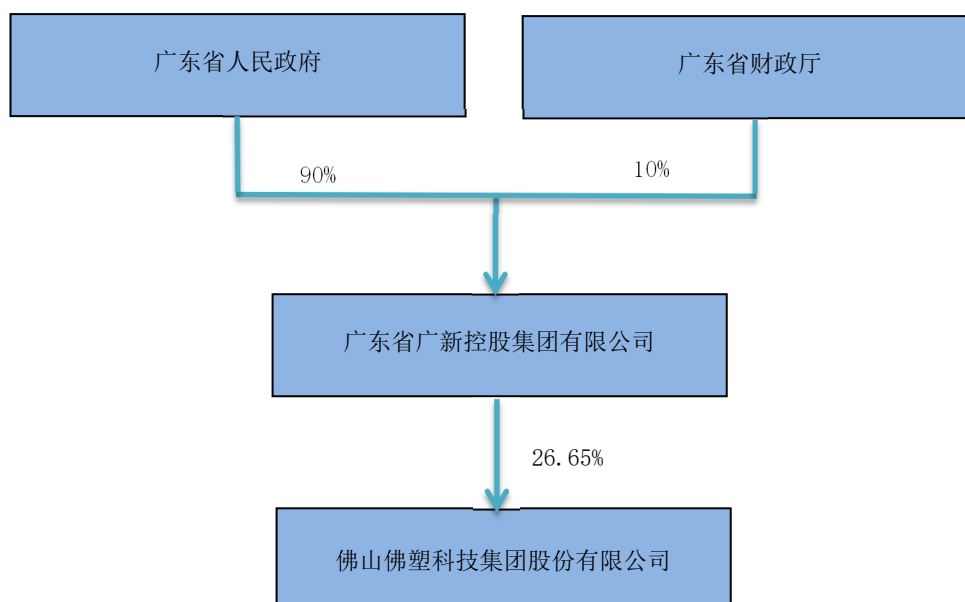 广东省人民政府
广东省财政厅
90%
10%
广东省广新控股集团有限公司
26.65%
佛山佛塑科技集团股份有限公司